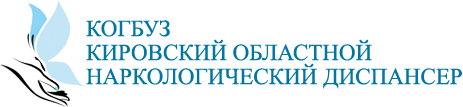 КОГБУЗ
КИРОВСКИЙ ОБЛАСТНОЙ
НАРКОЛОГИЧЕСКИЙ ДИСПАНСЕР